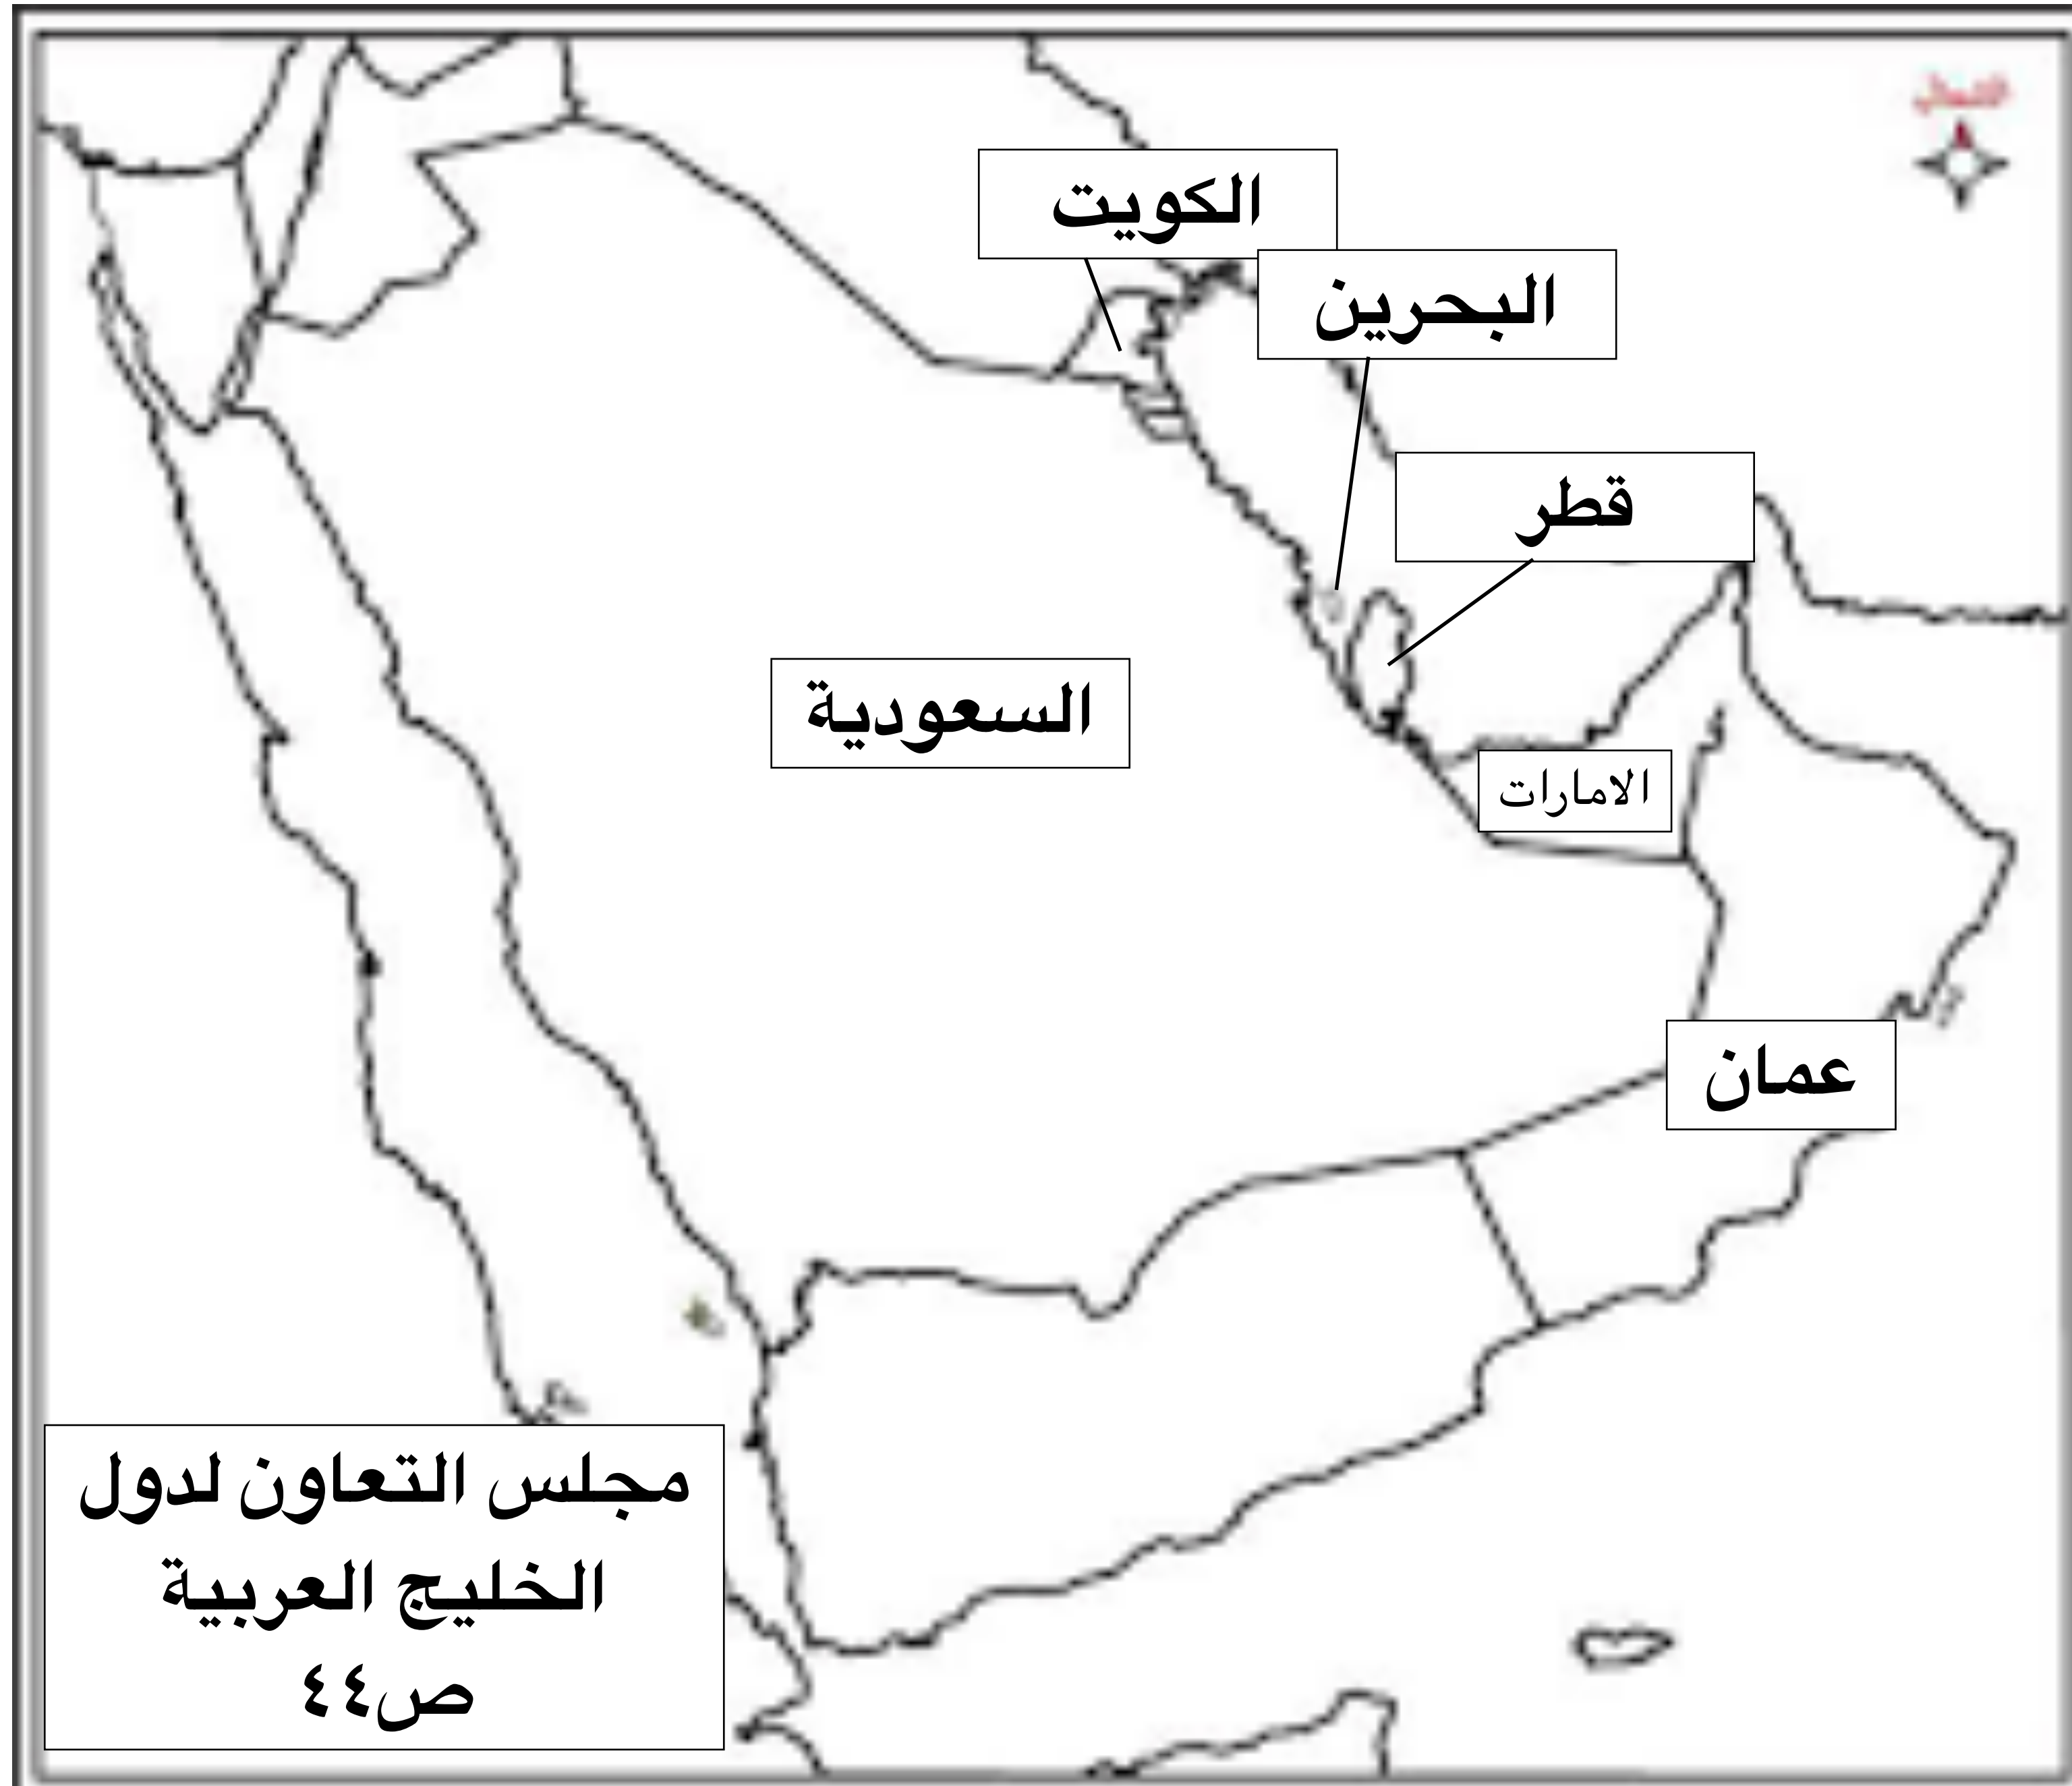 الكويت
البحرين
قطر
السعودية
الامارات
عمان
مجلس التعاون لدول
الخليج العربية
ص٤٤